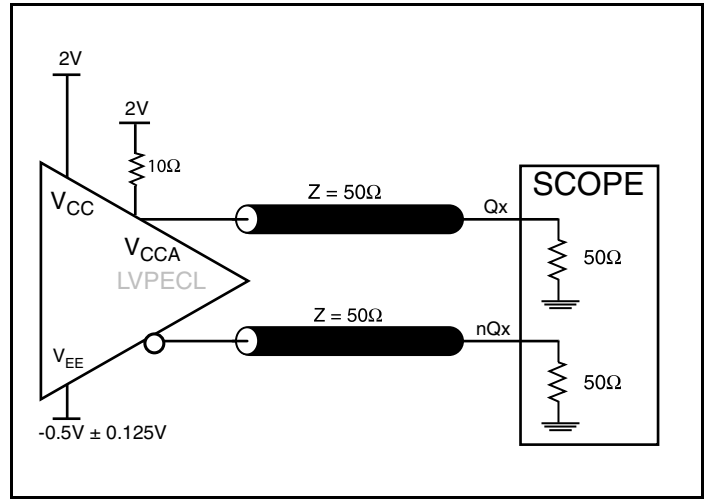 2V
2V
10Ω
Z = 50Ω
Qx
SCOPE
VCC
VCCA
LVPECL
50Ω
Z = 50Ω
nQx
VEE
50Ω
-0.5V ± 0.125V